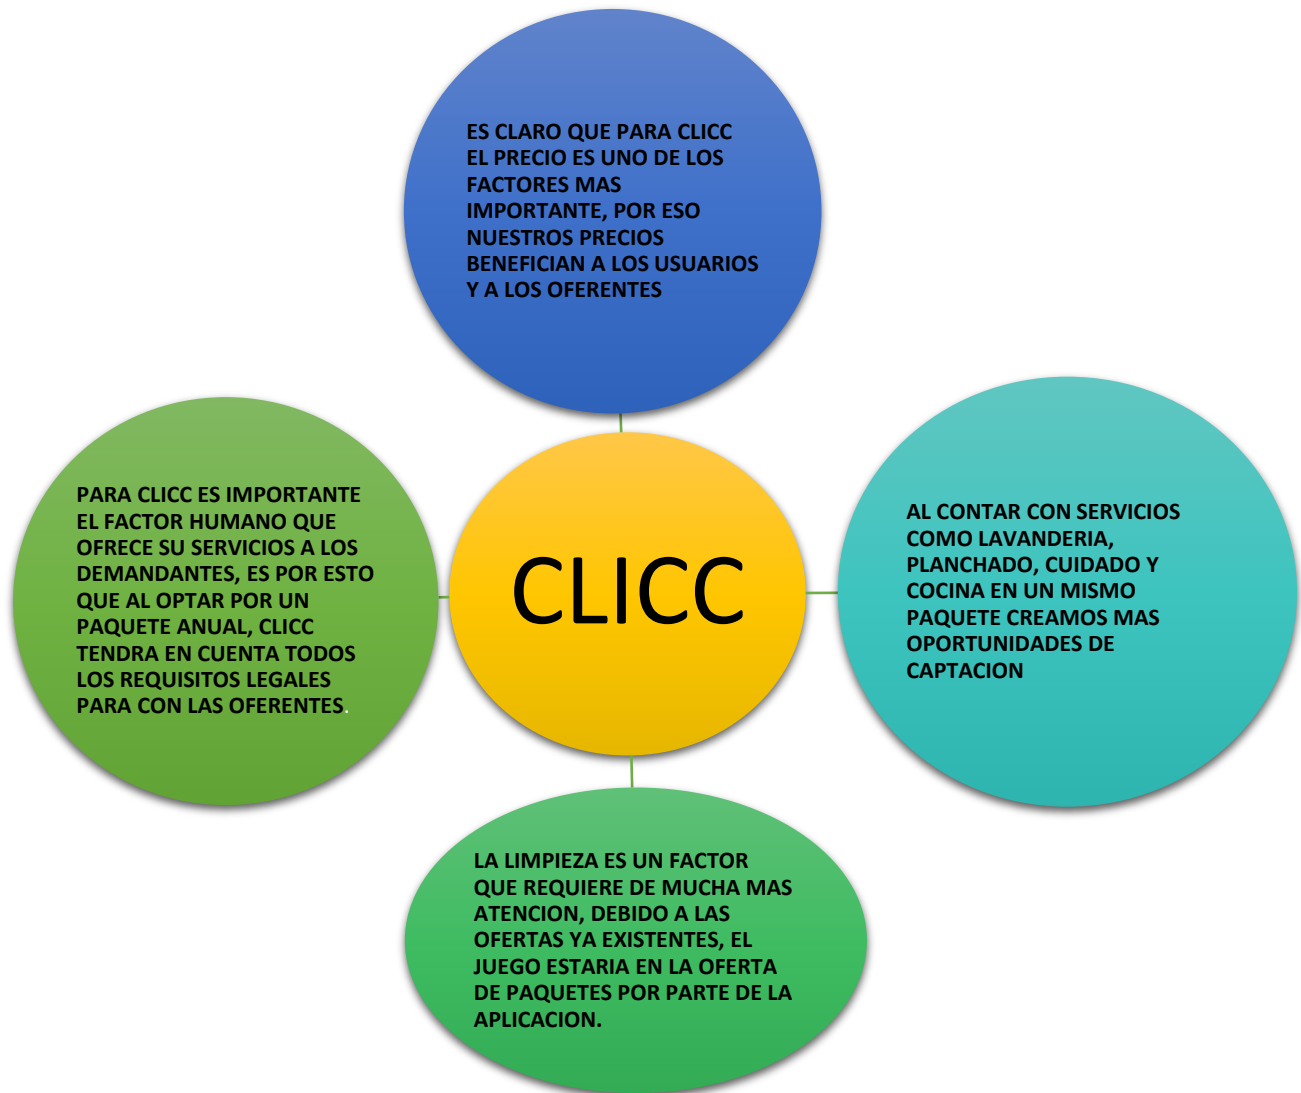 ES CLARO QUE PARA CLICC
EL PRECIO ES UNO DE LOS
FACTORES MAS
IMPORTANTE, POR ESO
NUESTROS PRECIOS
BENEFICIAN A LOS USUARIOS
Y A LOS OFERENTES
PARA CLICC ES IMPORTANTE
EL FACTOR HUMANO QUE
OFRECE SU SERVICIOS A LOS
DEMANDANTES, ES POR ESTO
QUE AL OPTAR POR UN
PAQUETE ANUAL, CLICC
TENDRA EN CUENTA TODOS
LOS REQUISITOS LEGALES
PARA CON LAS OFERENTES.
CLICC
AL CONTAR CON SERVICIOS
COMO LAVANDERIA,
PLANCHADO, CUIDADO Y
COCINA EN UN MISMO
PAQUETE CREAMOS MAS
OPORTUNIDADES DE
CAPTACION
LA LIMPIEZA ES UN FACTOR
QUE REQUIERE DE MUCHA MAS
ATENCION, DEBIDO A LAS
OFERTAS YA EXISTENTES, EL
JUEGO ESTARIA EN LA OFERTA
DE PAQUETES POR PARTE DE LA
APLICACION.